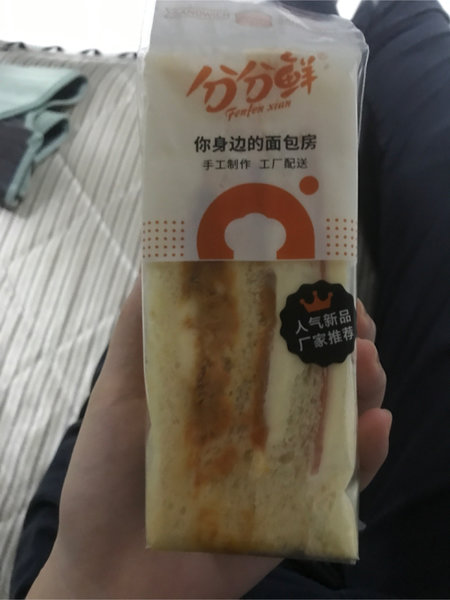 SANDWICH
分分鲜
Fenfen xian
你身边的面包房
手工制作 工厂配送
人气新品
厂家推荐